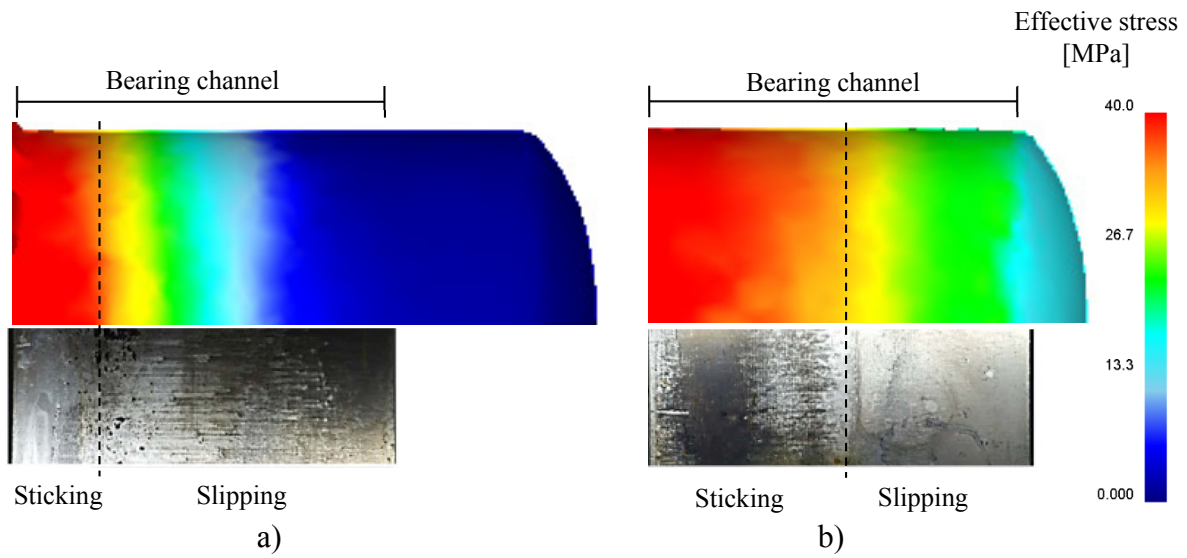 Effective stress
[MPa]
Bearing channel
Bearing channel
40.0
26.7
13.3
0.000
Sticking
Slipping
Sticking
Slipping
a)
b)